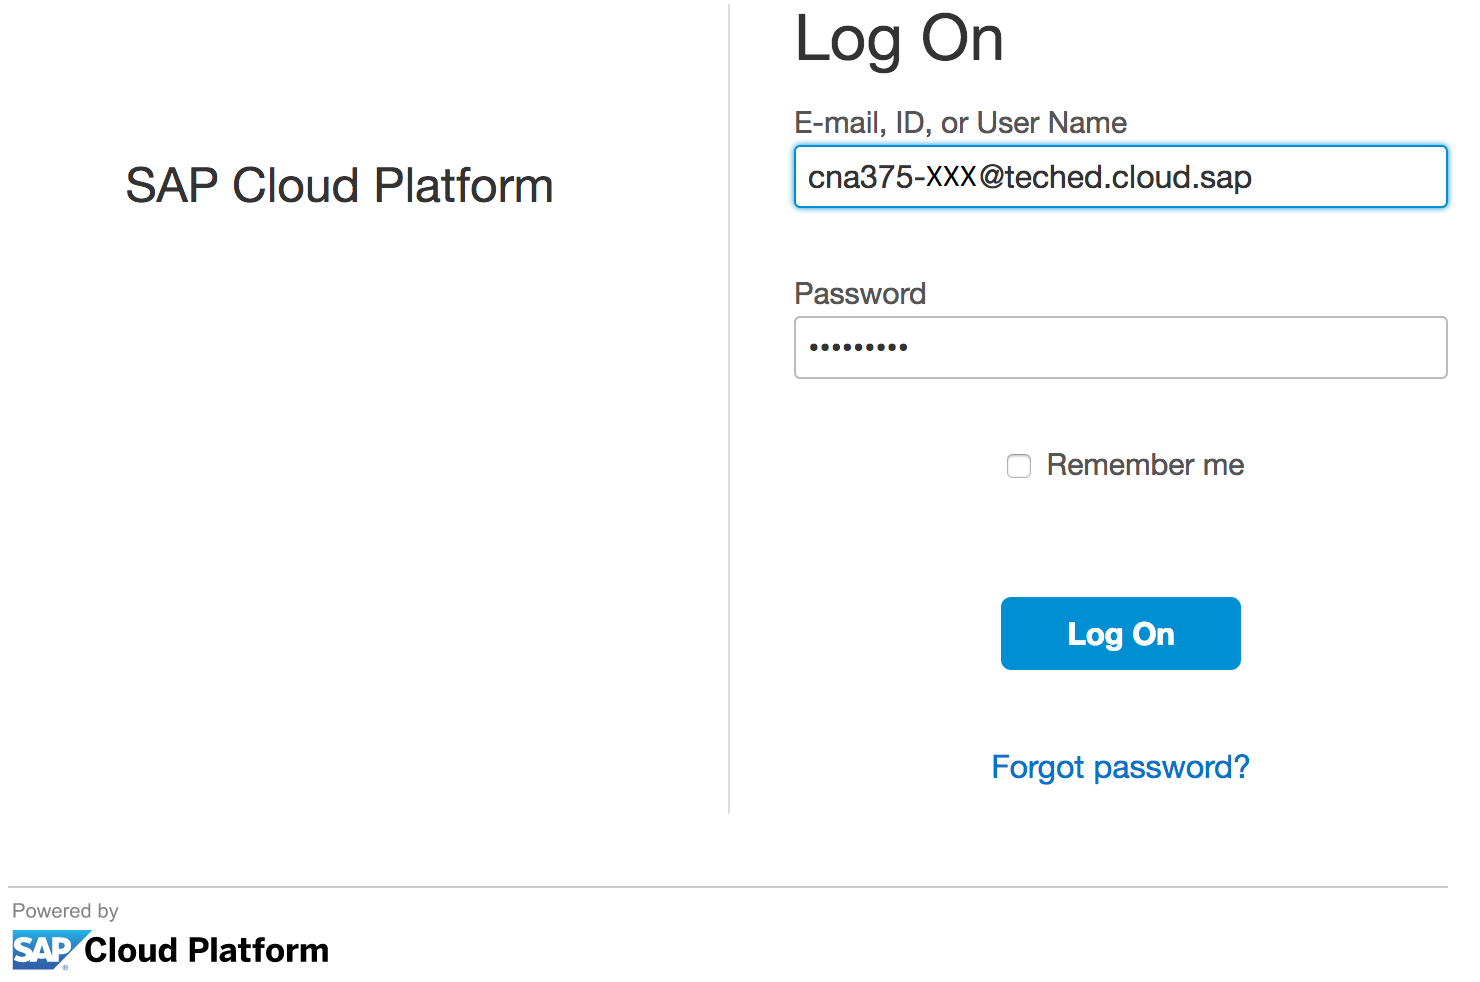 Log On
E-mail, ID, or User Name
cna375-XXX@teched.cloud.sap
SAP Cloud Platform
Password
•••••••••
Remember me
Log On
Forgot password?
Powered by
SAP® Cloud Platform